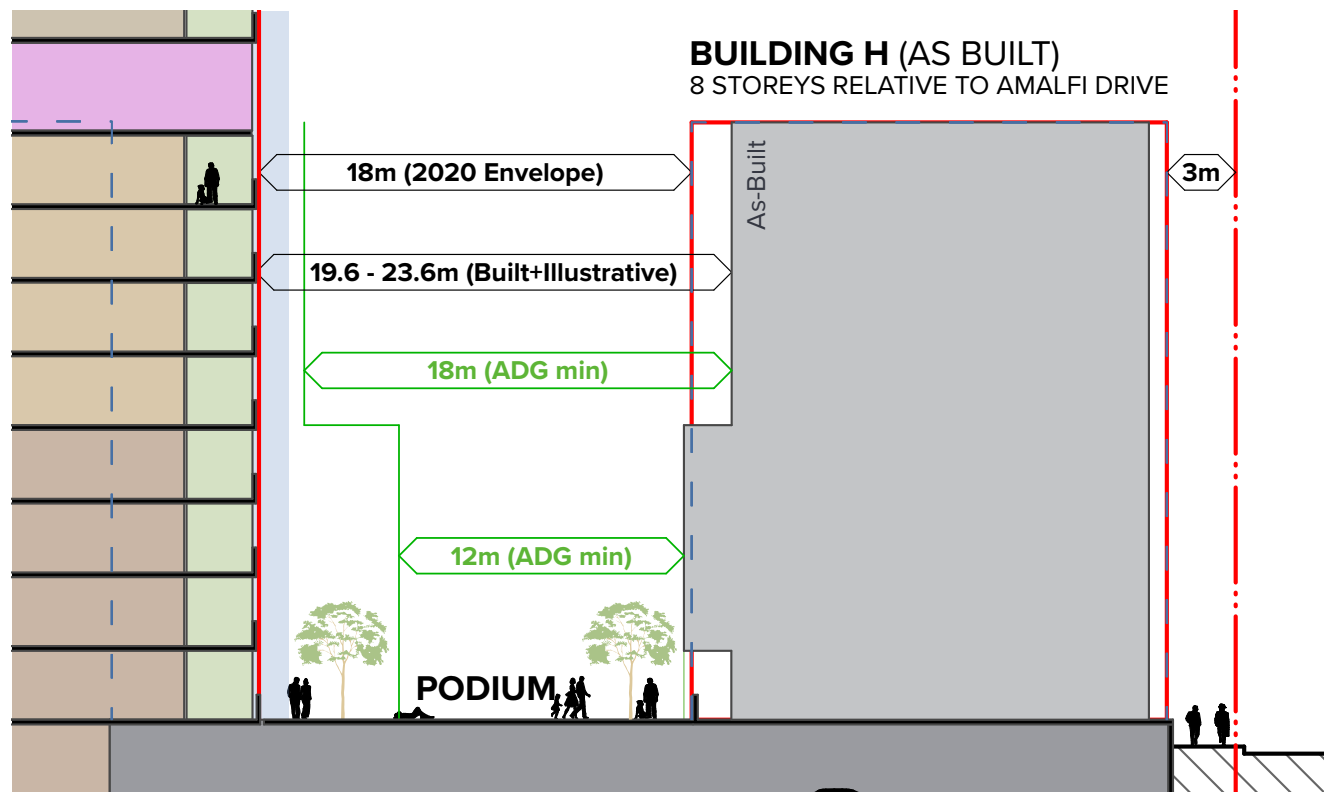 BUILDING H (AS BUILT)
8 STOREYS RELATIVE TO AMALFI DRIVE
As-Built
18m (2020 Envelope)
3m
19.6 - 23.6m (Built+Illustrative)
18m (ADG min)
12m (ADG min)
PODIUM